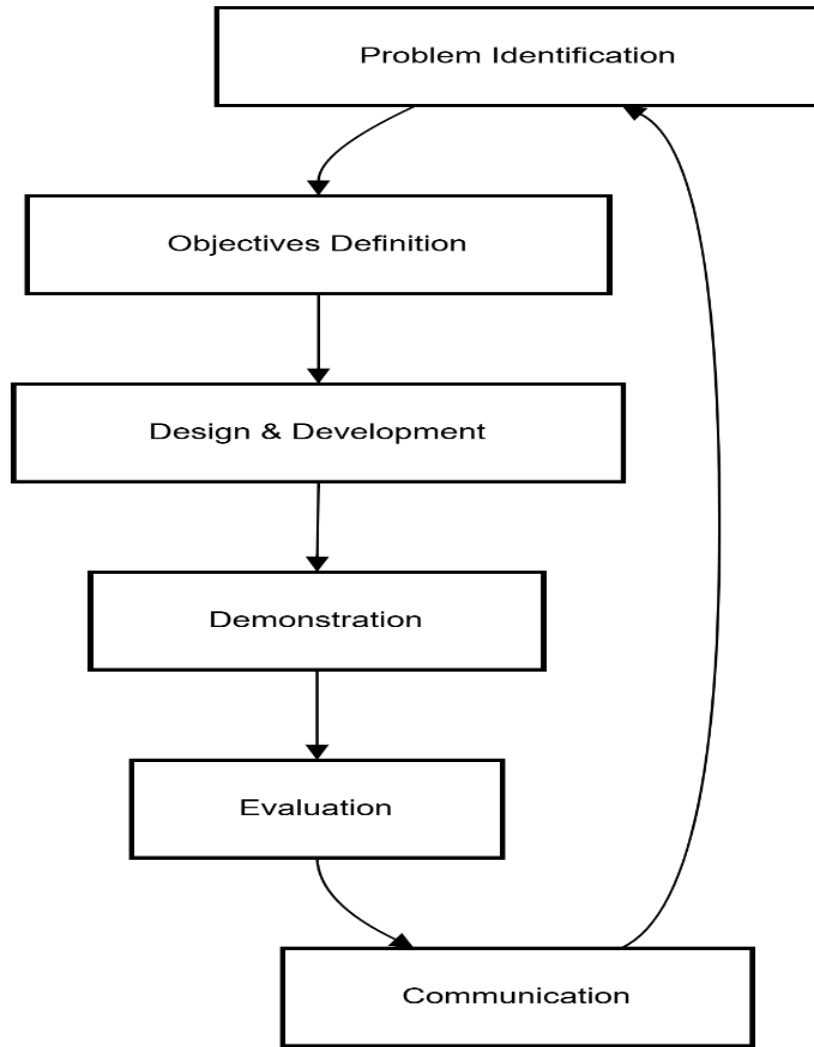 Problem Identification
Objectives Definition
Design & Development
Demonstration
Evaluation
Communication